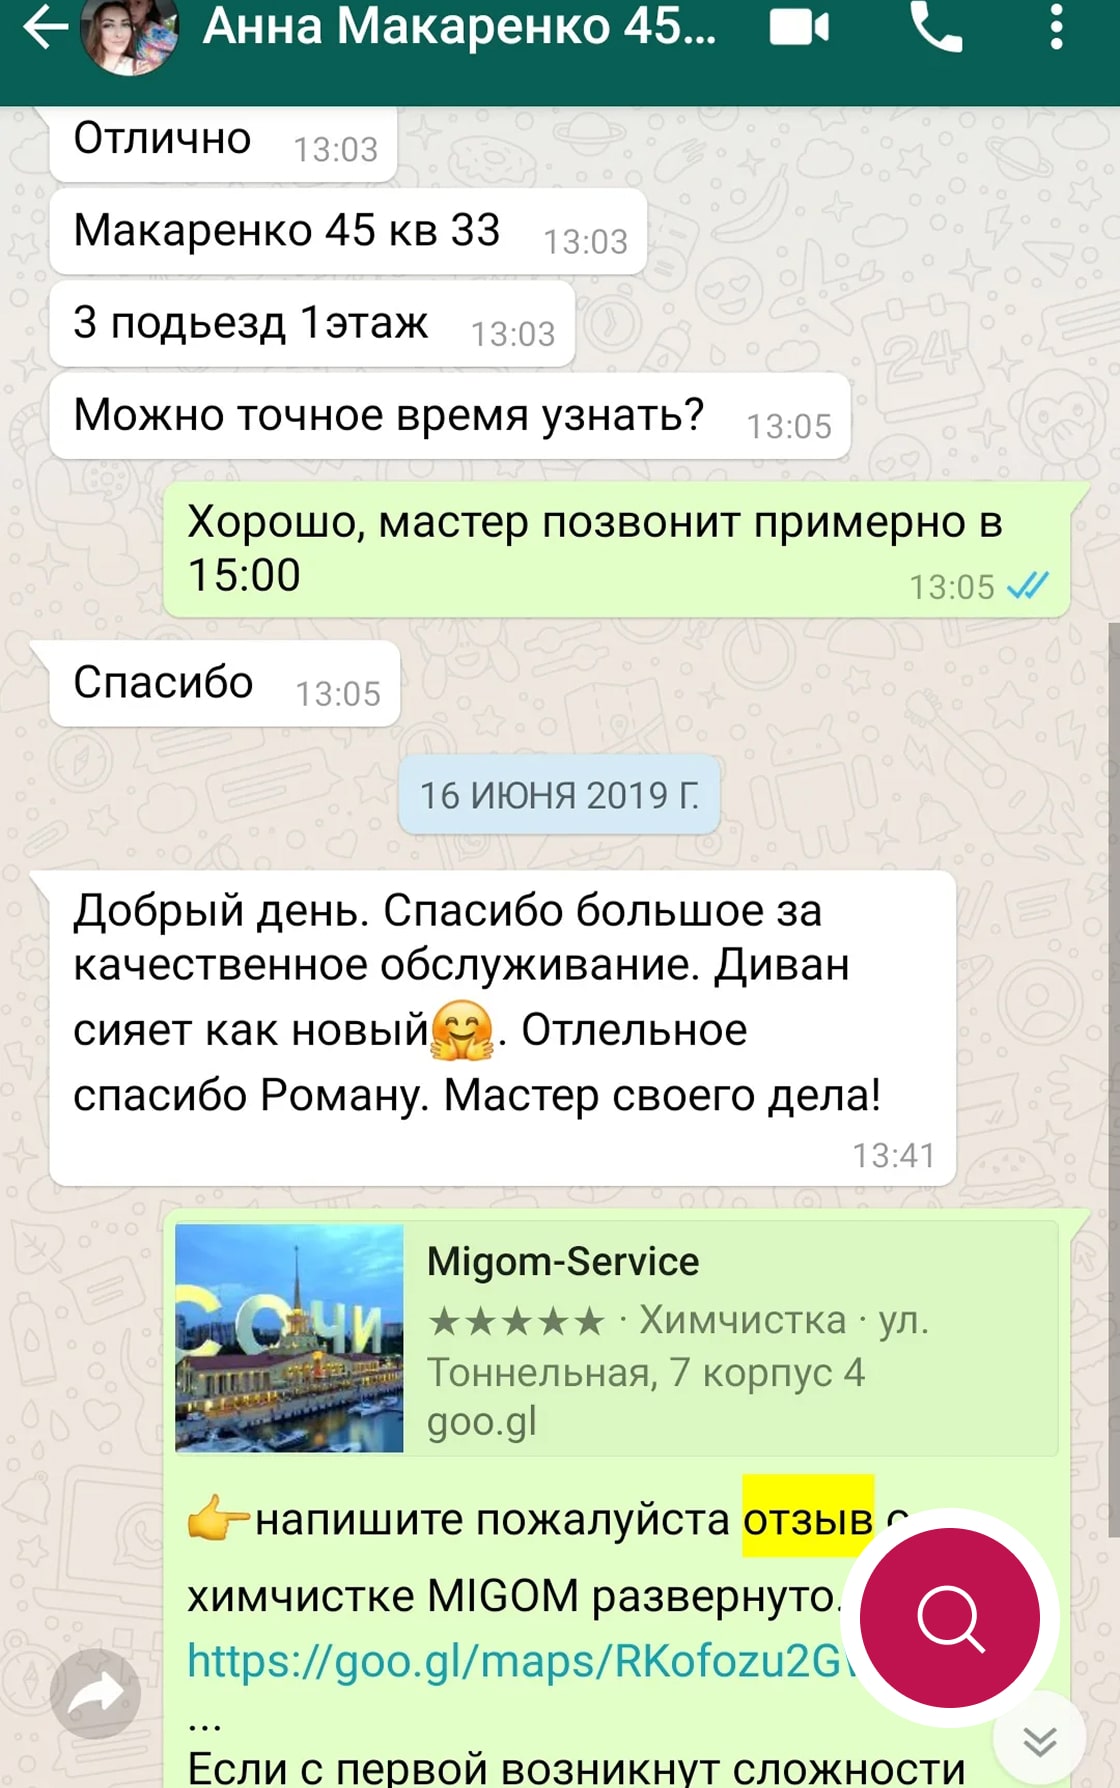 Анна Макаренко 45...
Отлично 13:03
Макаренко 45 кв 33 13:03
3 подьезд 1этаж 13:03
Можно точное время узнать? 13:05
Хорошо, мастер позвонит примерно в
15:00
13:05
Спасибо 13:05
16 ИЮНЯ 2019 Г.
Добрый день. Спасибо большое за
качественное обслуживание. Диван
сияет как новый🤗. Отлельное
спасибо Роману. Мастер своего дела!
13:41
СОЧИ
Migom-Service
★★★★★ · Химчистка · ул.
Тоннельная, 7 корпус 4
goo.gl
👉напишите пожалуйста отзыв о
химчистке MIGOM развернуто.
https://goo.gl/maps/RKofozu2G
...
Если с первой возникнут сложности